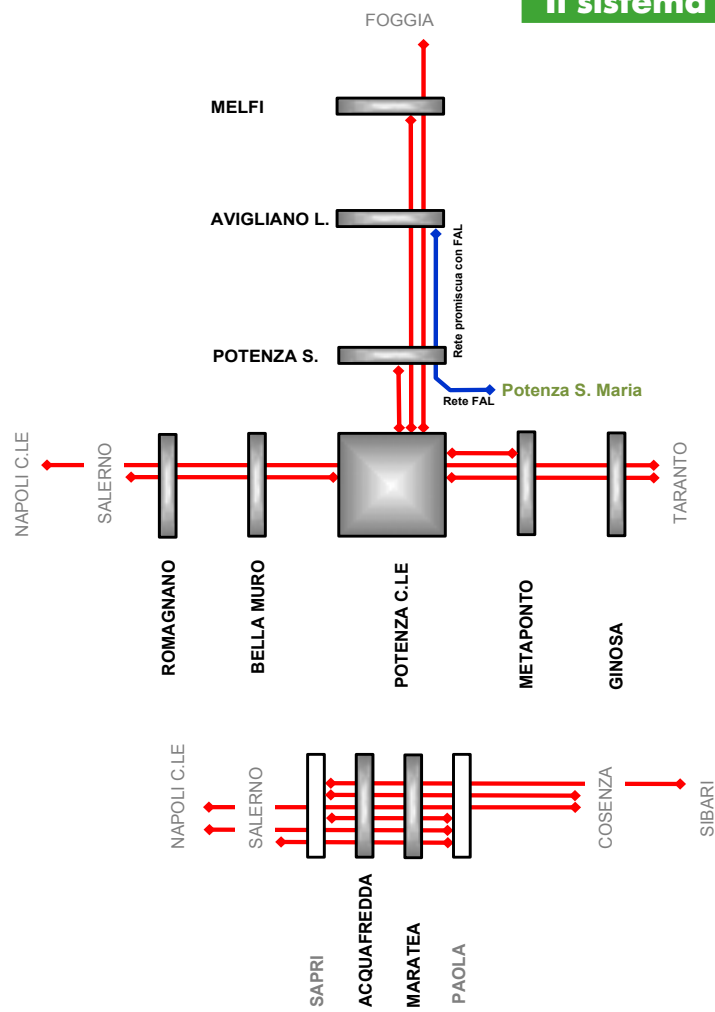 Il sistema
FOGGIA
MELFI
AVIGLIANO L.
Rete promiscua con FAL
POTENZA S.
Potenza S. Maria
Rete FAL
NAPOLI C.LE
SALERNO
TARANTO
ROMAGNANO
BELLA MURO
POTENZA C.LE
METAPONTO
GINOSA
NAPOLI C.LE
SALERNO
COSENZA
SIBARI
SAPRI
ACQUAFREDDA
MARATEA
PAOLA